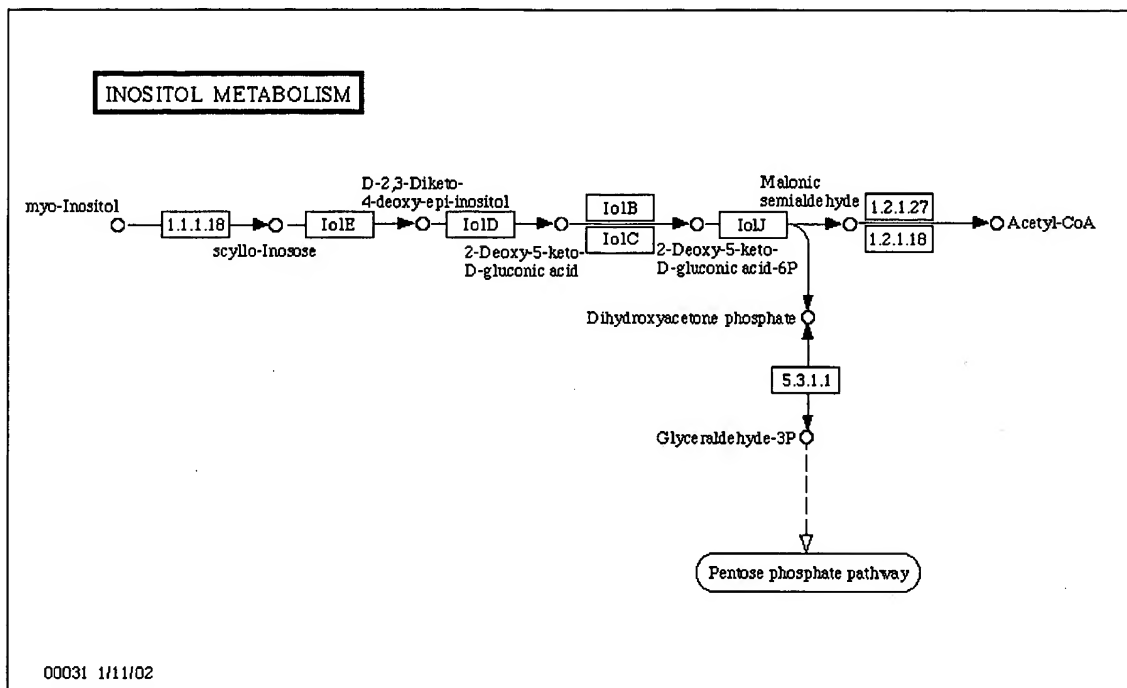 INOSITOL METABOLISM
myo-Inositol
1.1.1.18
scyllo-Inosose
IolE
D-2,3-Diketo-
4-deoxy-epi-inositol
IolD
2-Deoxy-5-keto-
D-gluconic acid
IolB
IolC
2-Deoxy-5-keto-
D-gluconic acid-6P
IolJ
Malonic
semialdehyde
1.2.1.27
1.2.1.18
Acetyl-CoA
Dihydroxyacetone phosphate
5.3.1.1
Glyceraldehyde-3P
Pentose phosphate pathway
00031 1/11/02